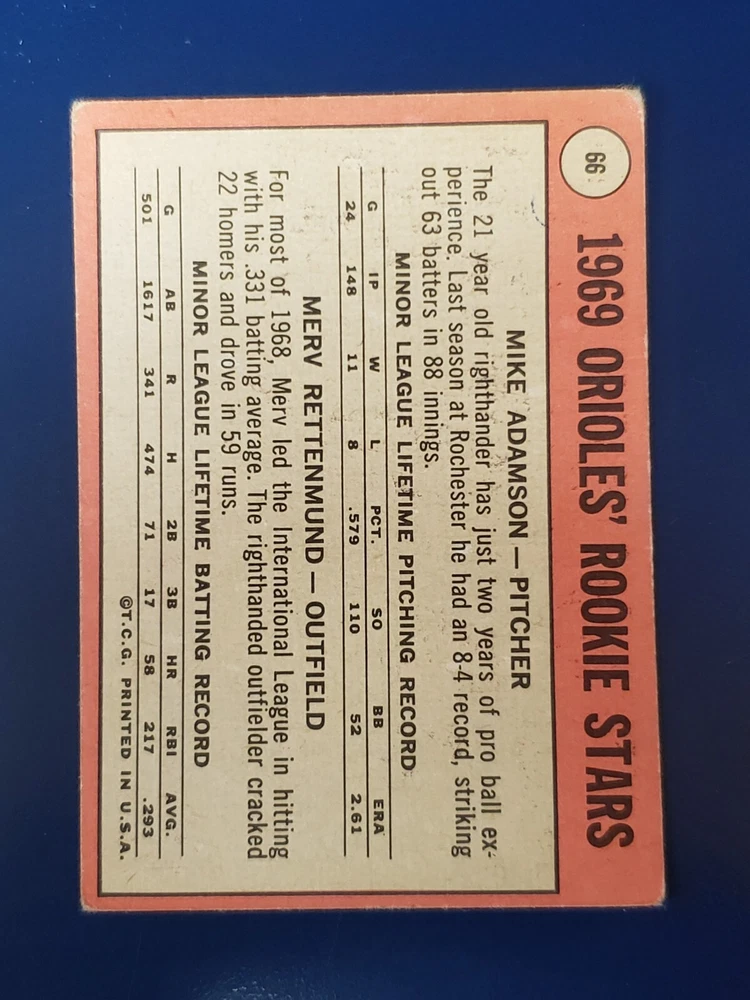 66
1969 ORIOLES' ROOKIE STARS
MIKE ADAMSON — PITCHER
The 21 year old righthander has just two years of pro ball ex-
perience. Last season at Rochester he had an 8-4 record, striking
out 63 batters in 88 innings.
MINOR LEAGUE LIFETIME PITCHING RECORD
G IP W L PCT. SO BB ERA
24 148 11 8 .579 110 52 2.61
MERV RETTENMUND — OUTFIELD
For most of 1968, Merv led the International League in hitting
with his .331 batting average. The righthanded outfielder cracked
22 homers and drove in 59 runs.
MINOR LEAGUE LIFETIME BATTING RECORD
G AB R H 2B 3B HR RBI AVG.
501 1617 341 474 71 17 58 217 .293
©T.C.G. PRINTED IN U.S.A.